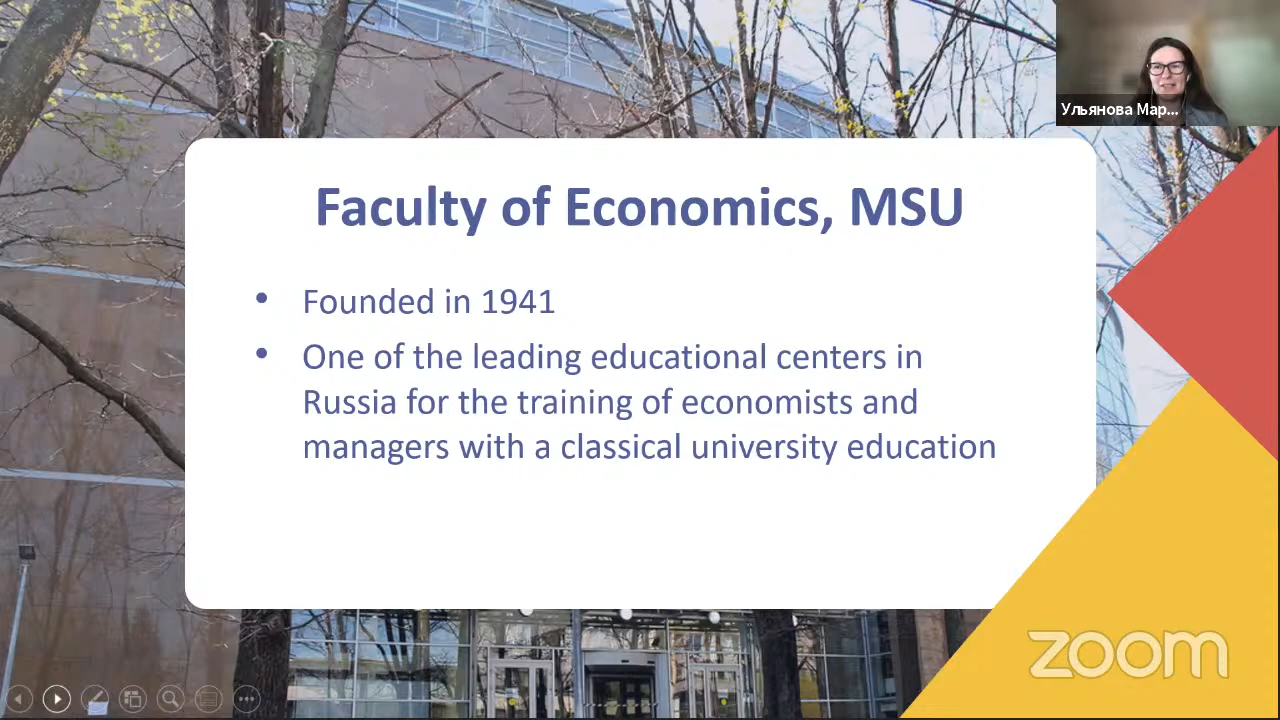 Ульянова Мар...
Faculty of Economics, MSU
• Founded in 1941
• One of the leading educational centers in
Russia for the training of economists and
managers with a classical university education
zoom